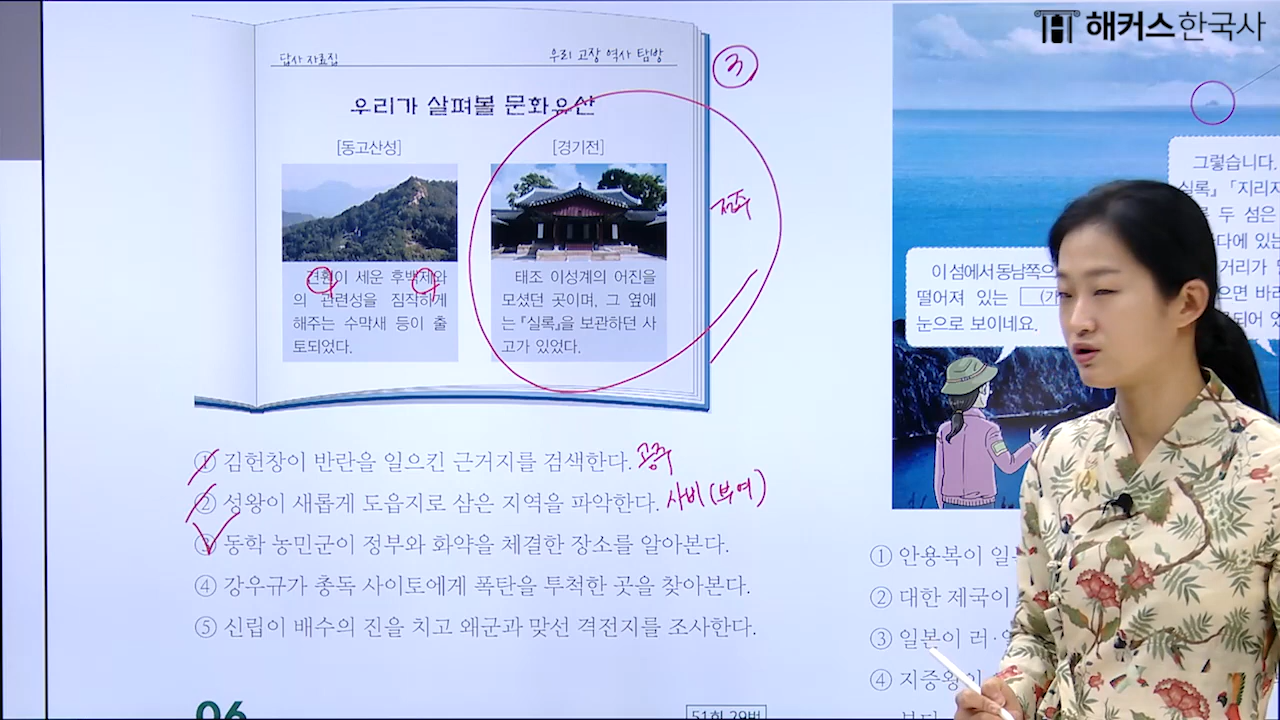 해커스한국사
답사 자료집
우리 고장 역사 탐방
③
우리가 살펴볼 문화유산
[동고산성]
[경기전]
견훤이 세운 후백제와
의 관련성을 짐작하게
해주는 수막새 등이 출
토되었다.
태조 이성계의 어진을
모셨던 곳이며, 그 옆에
는 『실록』을 보관하던 사
고가 있었다.
전주
① 김헌창이 반란을 일으킨 근거지를 검색한다. 공주
② 성왕이 새롭게 도읍지로 삼은 지역을 파악한다. 사비(부여)
③ 동학 농민군이 정부와 화약을 체결한 장소를 알아본다.
④ 강우규가 총독 사이토에게 폭탄을 투척한 곳을 찾아본다.
⑤ 신립이 배수의 진을 치고 왜군과 맞선 격전지를 조사한다.
06
51회 29번
그렇습니다.
실록』 「지리지
두 섬은
이 섬에서 동남쪽으
떨어져 있는 (가
눈으로 보이네요.
① 안용복이 일
② 대한 제국이
③ 일본이 러·
④ 지증왕이